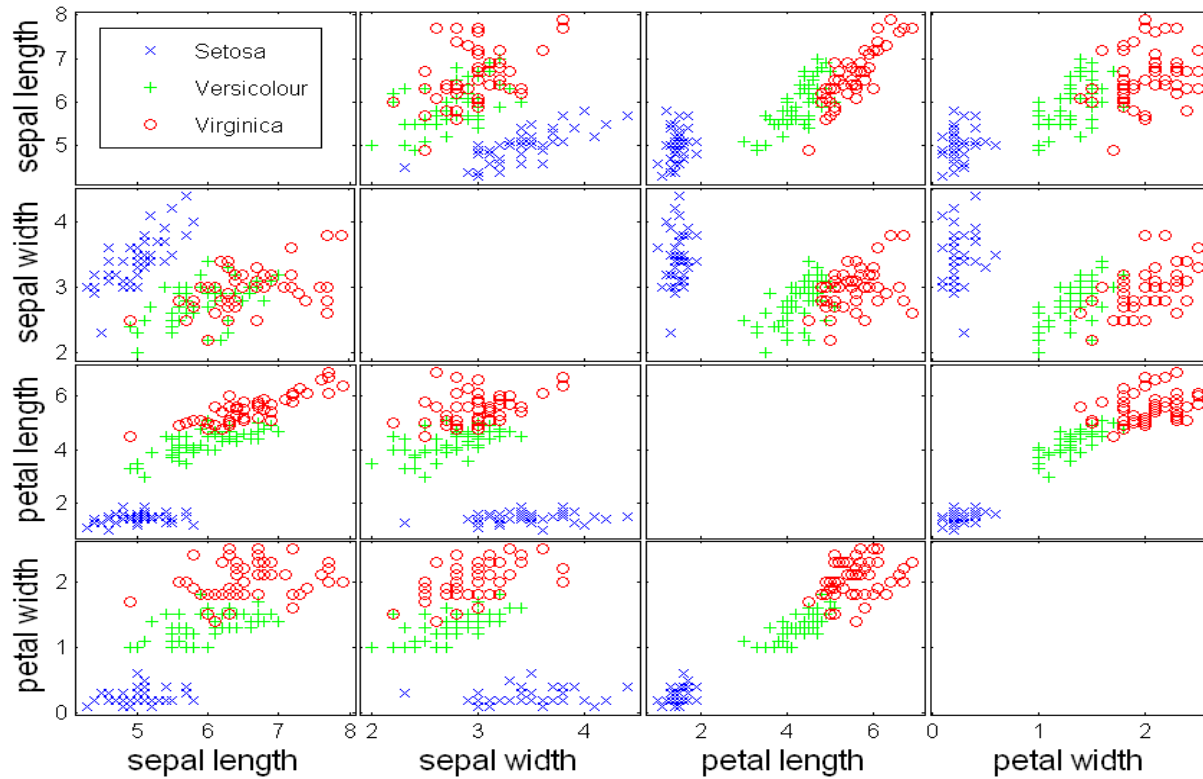 8
7
6
5
sepal length
Setosa
Versicolour
Virginica
4
3
2
sepal width
6
4
2
petal length
2
1
0
petal width
5 6 7 8 2 3 4 0 2 4 6 0 1 2
sepal length sepal width petal length petal width